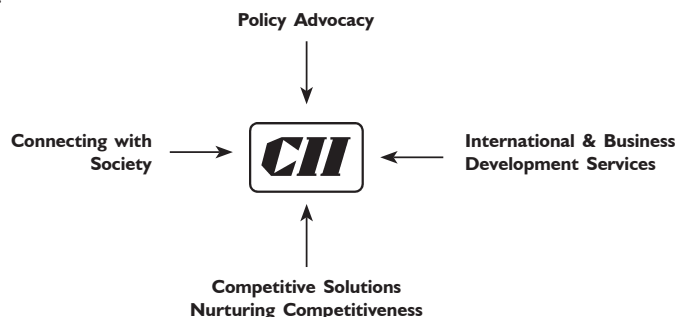 Policy Advocacy
Connecting with
Society
CII
International & Business
Development Services
Competitive Solutions
Nurturing Competitiveness